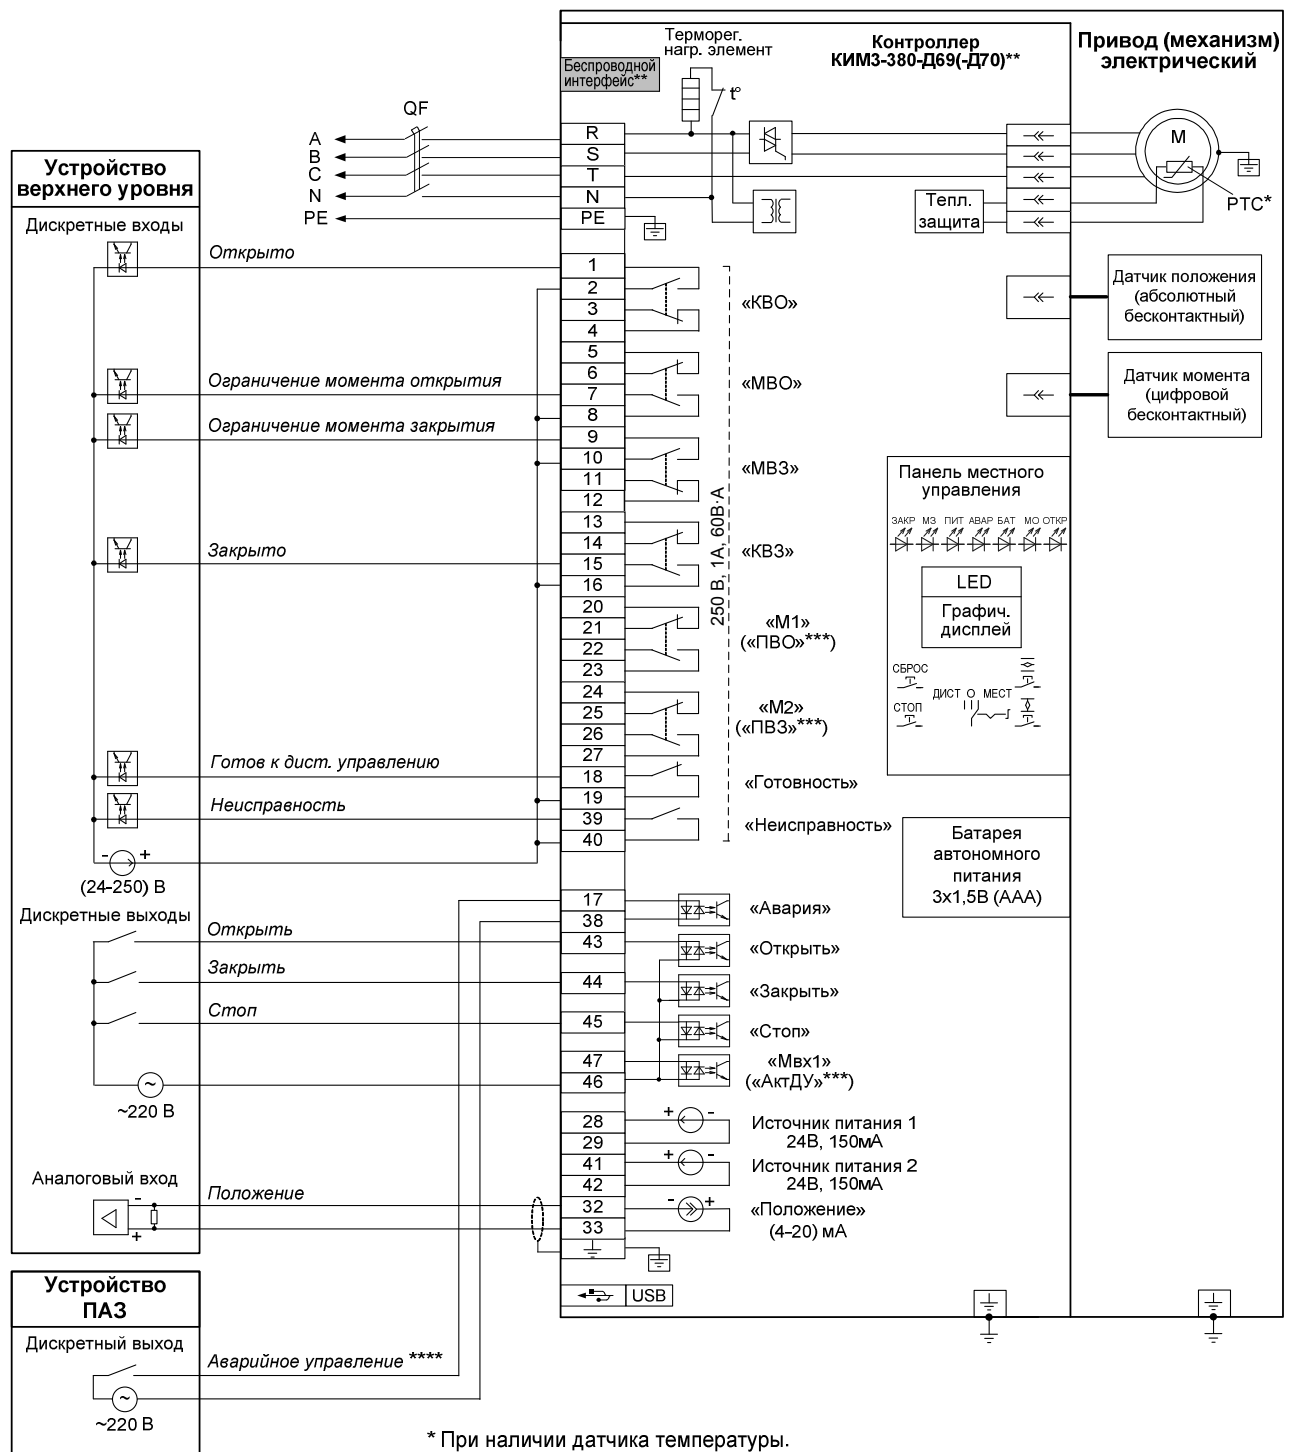 Терморег.
нагр. элемент
Контроллер
КИМ3-380-Д69(-Д70)**
Привод (механизм)
электрический
Беспроводной
интерфейс**
t°
QF
A
B
C
N
PE
R
S
T
N
PE
M
PTC*
Тепл.
защита
Устройство
верхнего уровня
Дискретные входы
Открыто
1
2
3
4
«КВО»
Датчик положения
(абсолютный
бесконтактный)
Ограничение момента открытия
5
6
7
8
«МВО»
Датчик момента
(цифровой
бесконтактный)
Ограничение момента закрытия
9
10
11
12
«МВЗ»
250 В, 1А, 60В·А
Закрыто
13
14
15
16
«КВЗ»
20
21
22
23
«М1»
(«ПВО»***)
24
25
26
27
«М2»
(«ПВЗ»***)
Панель местного
управления
ЗАКР МЗ ПИТ АВАР БАТ МО ОТКР
LED
Графич.
дисплей
СБРОС
ДИСТ О МЕСТ
СТОП
Готов к дист. управлению
18
19
«Готовность»
Неисправность
39
40
«Неисправность»
- +
(24-250) В
Батарея
автономного
питания
3х1,5В (ААА)
Дискретные выходы
17
38
«Авария»
Открыть
43
«Открыть»
Закрыть
44
«Закрыть»
Стоп
45
«Стоп»
47
46
«Мвх1»
(«АктДУ»***)
~
~220 В
28
29
+ -
Источник питания 1
24В, 150мА
41
42
+ -
Источник питания 2
24В, 150мА
Аналоговый вход
-
+
Положение
32
33
- +
«Положение»
(4-20) мА
USB
Устройство
ПАЗ
Дискретный выход
Аварийное управление ****
~
~220 В
* При наличии датчика температуры.